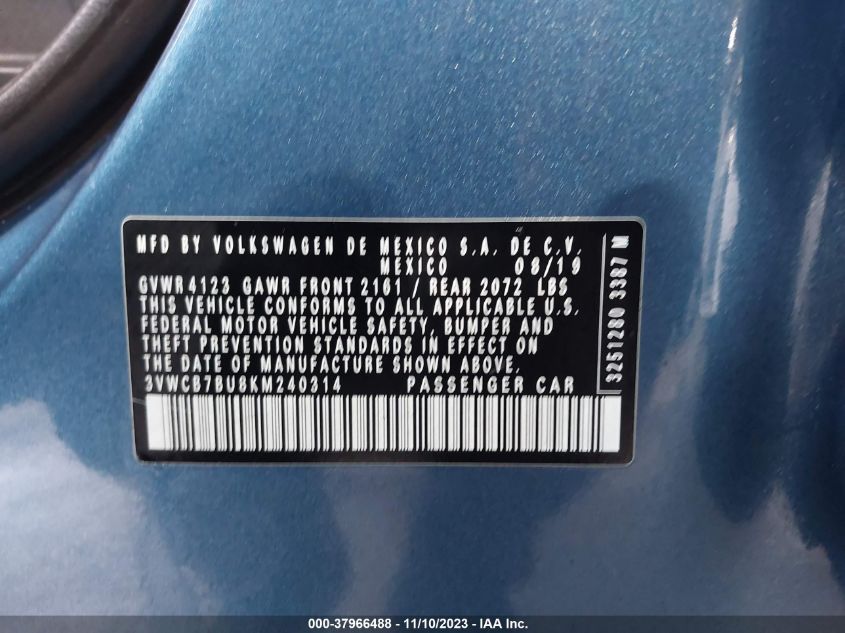 MFD BY VOLKSWAGEN DE MEXICO S.A. DE C.V.
MEXICO 08/19
GVWR 4123 GAWR FRONT 2161 / REAR 2072 LBS
THIS VEHICLE CONFORMS TO ALL APPLICABLE U.S.
FEDERAL MOTOR VEHICLE SAFETY, BUMPER AND
THEFT PREVENTION STANDARDS IN EFFECT ON
THE DATE OF MANUFACTURE SHOWN ABOVE.
3VWCB7BU8KM240314 PASSENGER CAR
3251280 3387 M
000-37966488 - 11/10/2023 - IAA Inc.